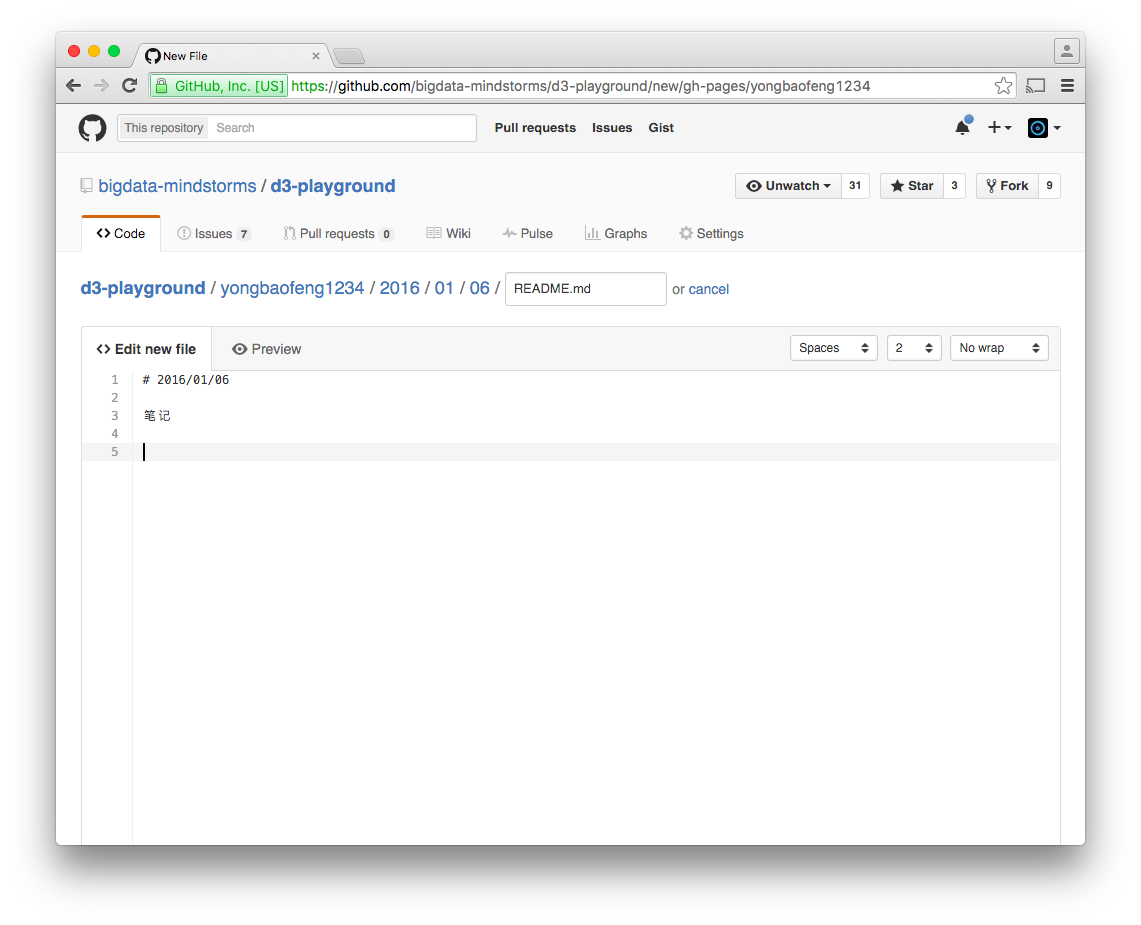 New File
GitHub, Inc. [US] https://github.com/bigdata-mindstorms/d3-playground/new/gh-pages/yongbaofeng1234
This repository Search Pull requests Issues Gist
bigdata-mindstorms / d3-playground Unwatch 31 Star 3 Fork 9
Code Issues 7 Pull requests 0 Wiki Pulse Graphs Settings
d3-playground / yongbaofeng1234 / 2016 / 01 / 06 / README.md or cancel
Edit new file Preview Spaces 2 No wrap
1 # 2016/01/06
2
3 笔记
4
5